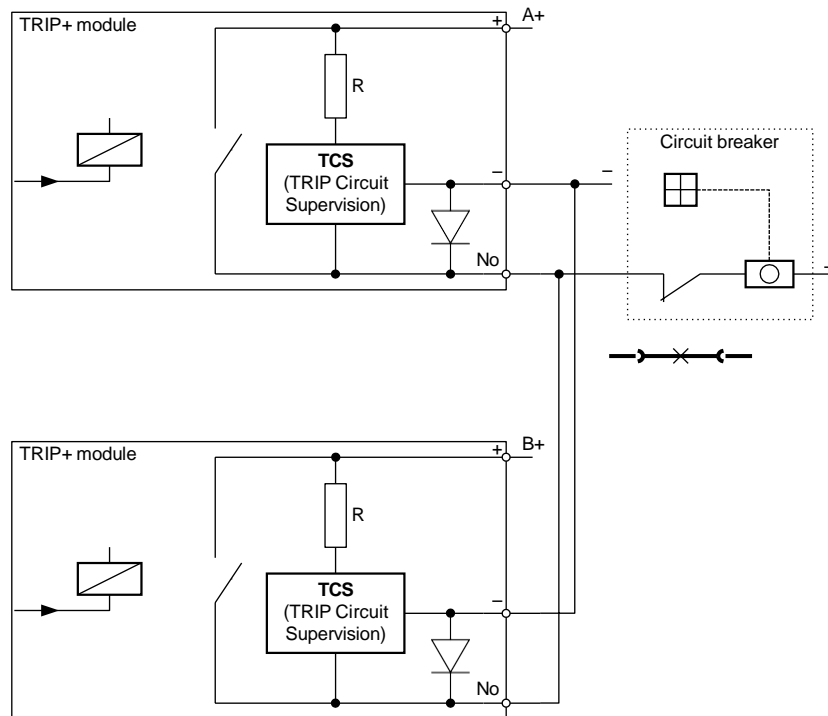 TRIP+ module
+
A+
R
TCS
(TRIP Circuit
Supervision)
–
–
No
Circuit breaker
–
TRIP+ module
+
B+
R
TCS
(TRIP Circuit
Supervision)
–
No